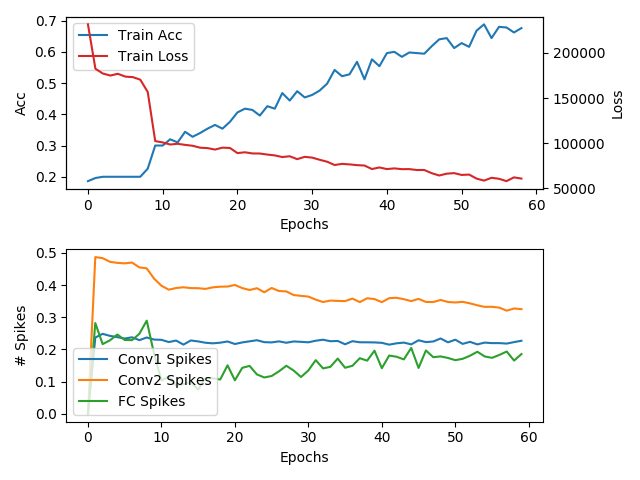 0.7
0.6
0.5
0.4
0.3
0.2
Acc
Train Acc
Train Loss
200000
150000
100000
50000
Loss
0 10 20 30 40 50 60
Epochs
0.5
0.4
0.3
0.2
0.1
0.0
# Spikes
Conv1 Spikes
Conv2 Spikes
FC Spikes
0 10 20 30 40 50 60
Epochs